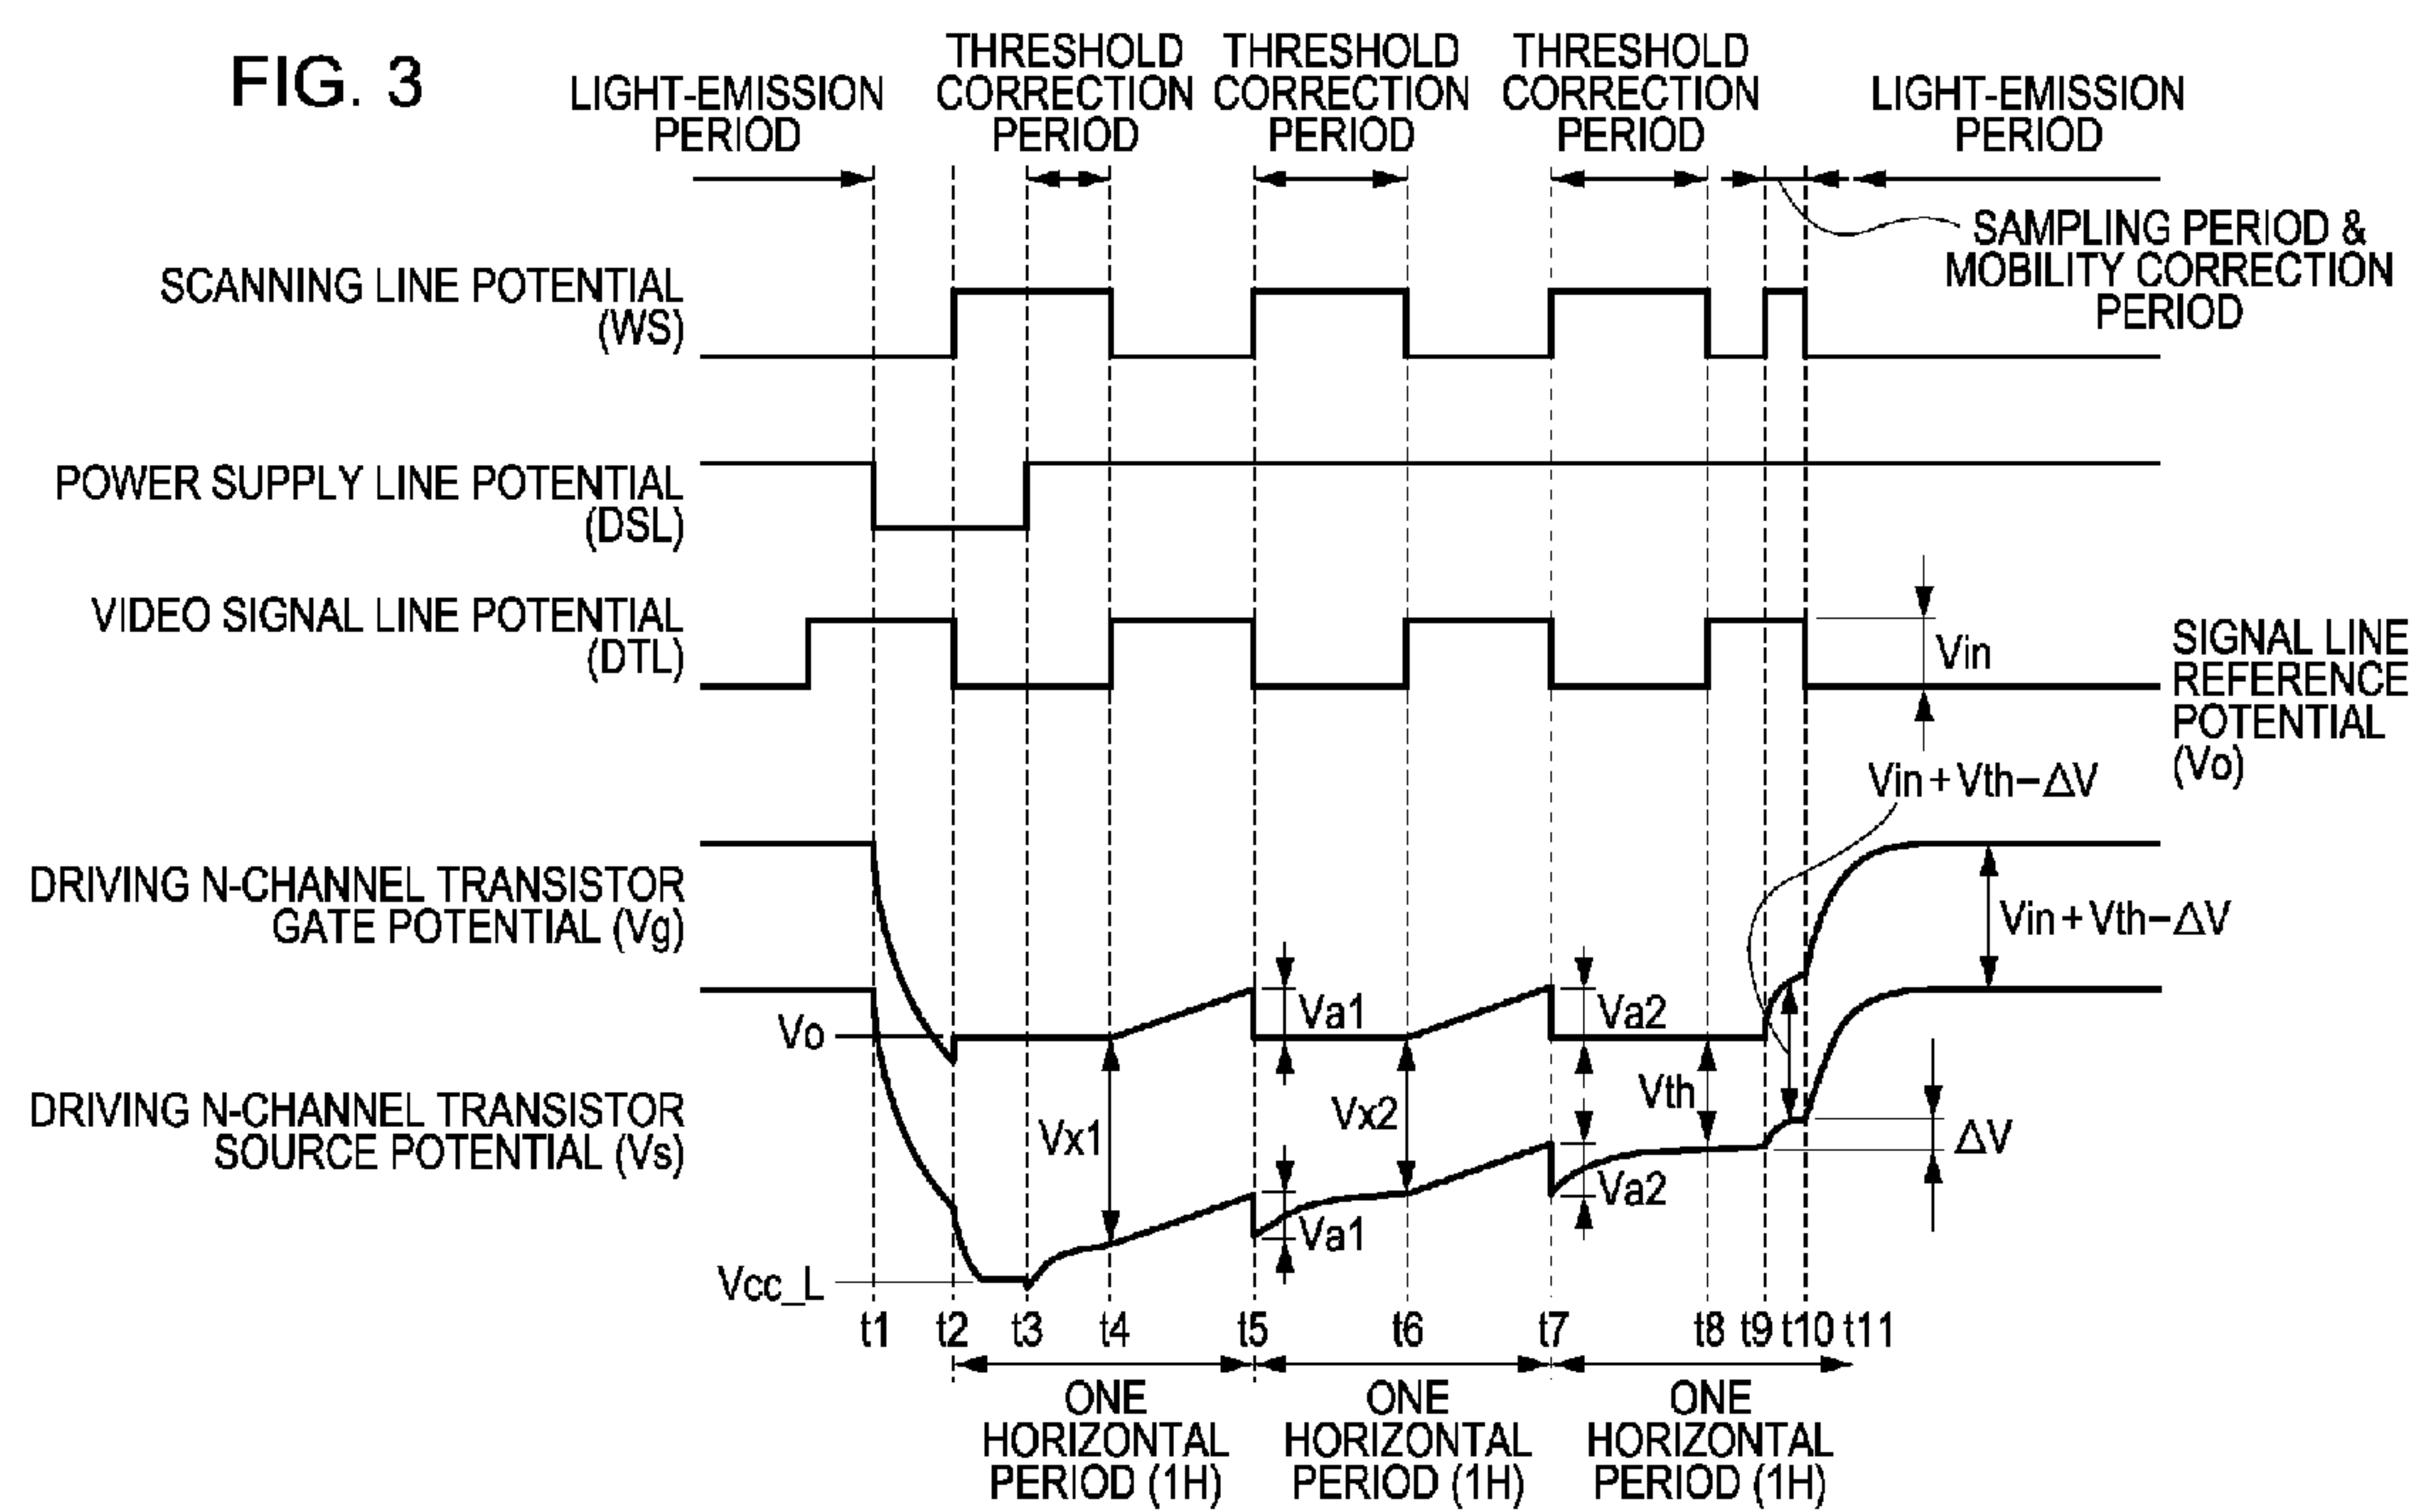 FIG. 3
LIGHT-EMISSION
PERIOD
THRESHOLD
CORRECTION
PERIOD
THRESHOLD
CORRECTION
PERIOD
THRESHOLD
CORRECTION
PERIOD
LIGHT-EMISSION
PERIOD
SAMPLING PERIOD &
MOBILITY CORRECTION
PERIOD
SCANNING LINE POTENTIAL
(WS)
POWER SUPPLY LINE POTENTIAL
(DSL)
VIDEO SIGNAL LINE POTENTIAL
(DTL)
Vin
SIGNAL LINE
REFERENCE
POTENTIAL
(Vo)
Vin + Vth−ΔV
DRIVING N-CHANNEL TRANSISTOR
GATE POTENTIAL (Vg)
Vin + Vth−ΔV
Vo
Va1
Va2
DRIVING N-CHANNEL TRANSISTOR
SOURCE POTENTIAL (Vs)
Vx1
Vx2
Vth
ΔV
Va1
Va2
Vcc_L
t1 t2 t3 t4 t5 t6 t7 t8 t9 t10 t11
ONE
HORIZONTAL
PERIOD (1H)
ONE
HORIZONTAL
PERIOD (1H)
ONE
HORIZONTAL
PERIOD (1H)